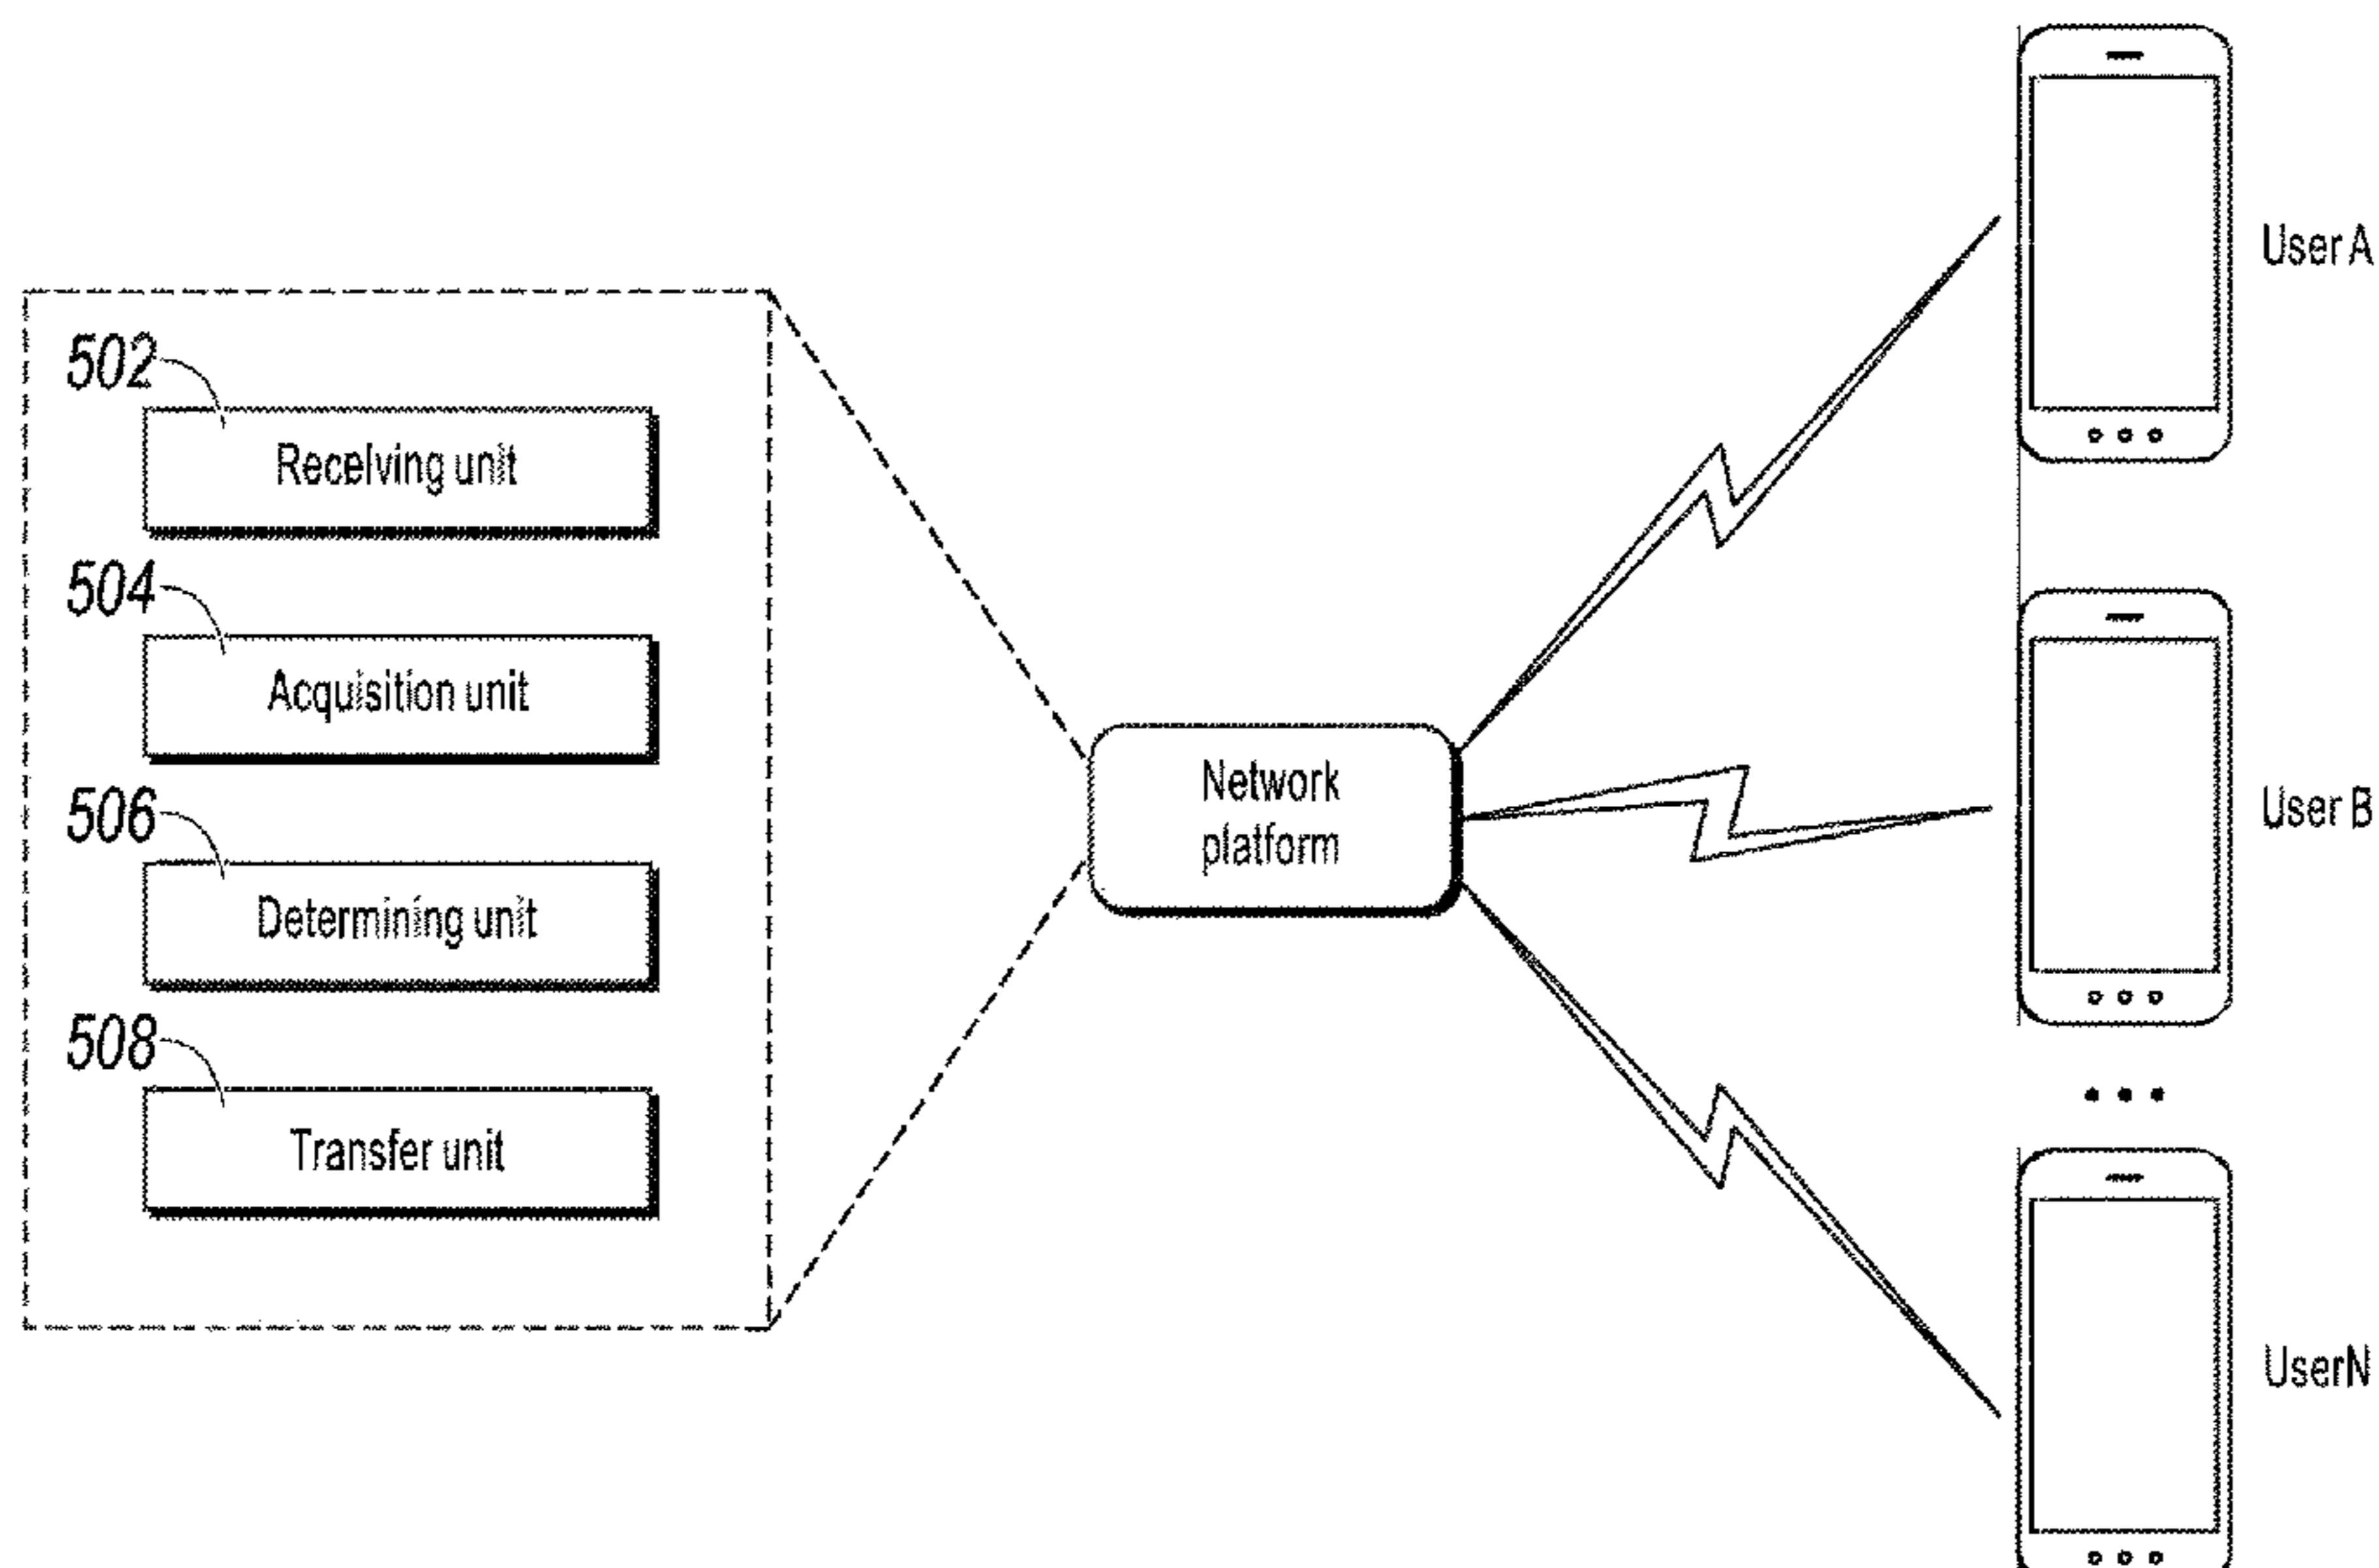 502
Receiving unit
504
Acquisition unit
506
Determining unit
508
Transfer unit
Network
platform
User A
User B
• • •
UserN